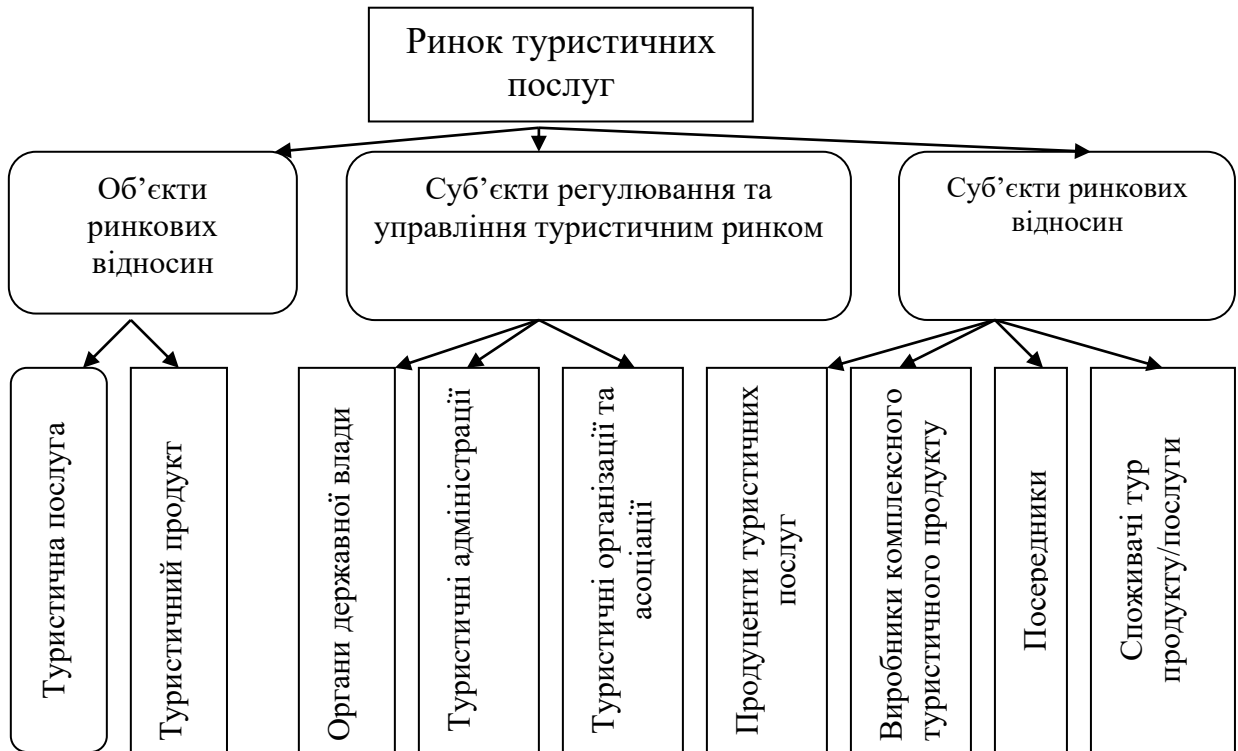 Ринок туристичних
послуг
Об’єкти
ринкових
відносин
Суб’єкти регулювання та
управління туристичним ринком
Суб’єкти ринкових
відносин
Туристична послуга
Туристичний продукт
Органи державної влади
Туристичні адміністрації
Туристичні організації та
асоціації
Продуценти туристичних
послуг
Виробники комплексного
туристичного продукту
Посередники
Споживачі тур
продукту/послуги